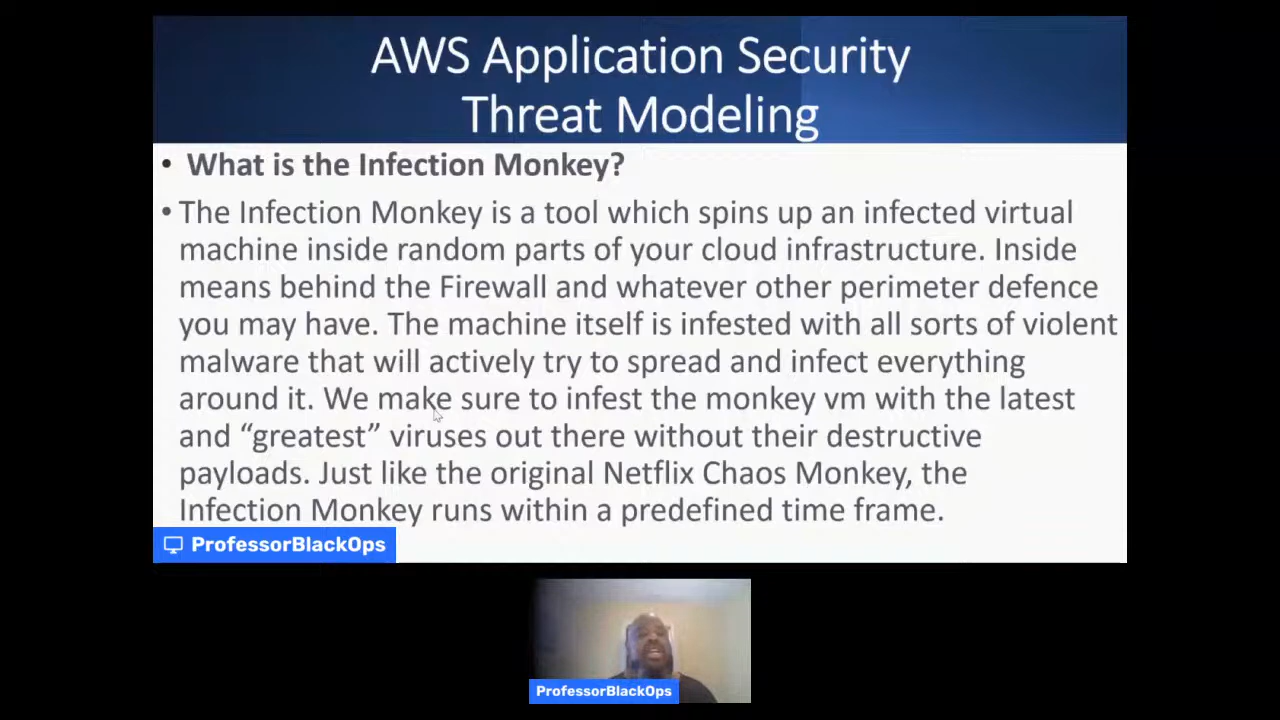 AWS Application Security
Threat Modeling
• What is the Infection Monkey?
• The Infection Monkey is a tool which spins up an infected virtual
machine inside random parts of your cloud infrastructure. Inside
means behind the Firewall and whatever other perimeter defence
you may have. The machine itself is infested with all sorts of violent
malware that will actively try to spread and infect everything
around it. We make sure to infest the monkey vm with the latest
and “greatest” viruses out there without their destructive
payloads. Just like the original Netflix Chaos Monkey, the
Infection Monkey runs within a predefined time frame.
ProfessorBlackOps
ProfessorBlackOps